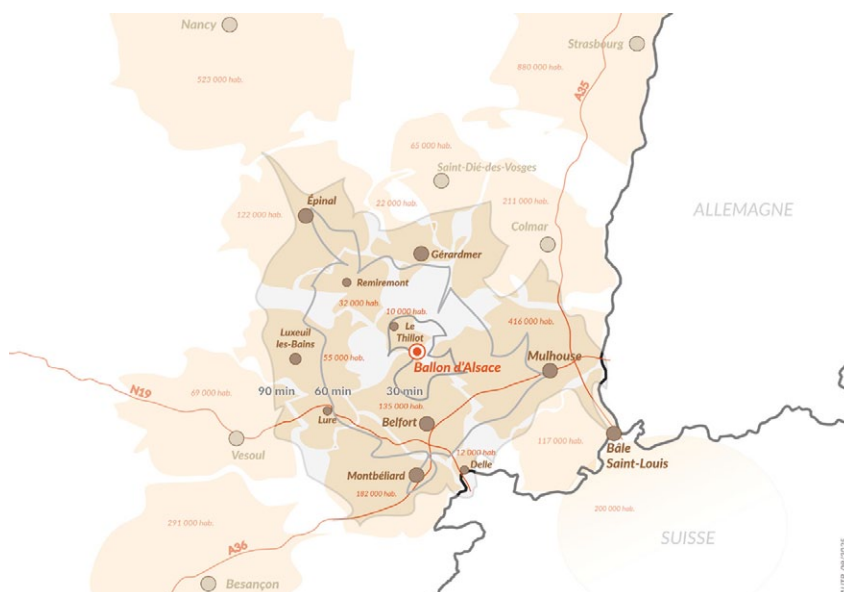 Nancy
Strasbourg
523 000 hab.
880 000 hab.
A35
65 000 hab.
Saint-Dié-des-Vosges
Épinal
22 000 hab.
211 000 hab.
122 000 hab.
ALLEMAGNE
Colmar
Gérardmer
Remiremont
32 000 hab.
10 000 hab.
Le
Thillot
416 000 hab.
Luxeuil
les-Bains
55 000 hab.
Mulhouse
Ballon d'Alsace
N19
69 000 hab.
90 min
60 min
30 min
135 000 hab.
Lure
Belfort
117 000 hab.
Vesoul
12 000 hab.
Bâle
Saint-Louis
Delle
Montbéliard
182 000 hab.
200 000 hab.
291 000 hab.
SUISSE
A36
Besançon